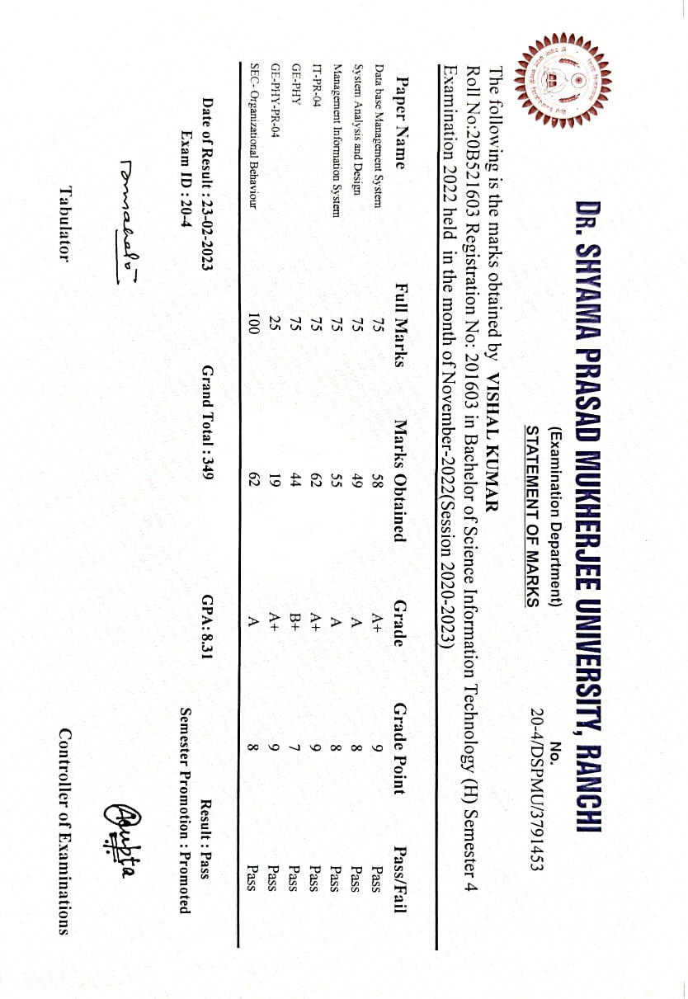 DR. SHYAMA PRASAD MUKHERJEE UNIVERSITY, RANCHI
(Examination Department) No.
STATEMENT OF MARKS 20-4/DSPMU/3791453
The following is the marks obtained by VISHAL KUMAR
Roll No:20B521603 Registration No: 201603 in Bachelor of Science Information Technology (H) Semester 4
Examination 2022 held in the month of November-2022(Session 2020-2023)
Paper Name Full Marks Marks Obtained Grade Grade Point Pass/Fail
Data base Management System 75 58 A+ 9 Pass
System Analysis and Design 75 49 A 8 Pass
Management Information System 75 55 A 8 Pass
IT-PR-04 75 62 A+ 9 Pass
GE-PHY 75 44 B+ 7 Pass
GE-PHY-PR-04 25 19 A+ 9 Pass
SEC- Organizational Behaviour 100 62 A 8 Pass
Date of Result : 23-02-2023 Grand Total : 349 GPA: 8.31 Result : Pass
Exam ID : 20-4 Semester Promotion : Promoted
Tabulator Controller of Examinations